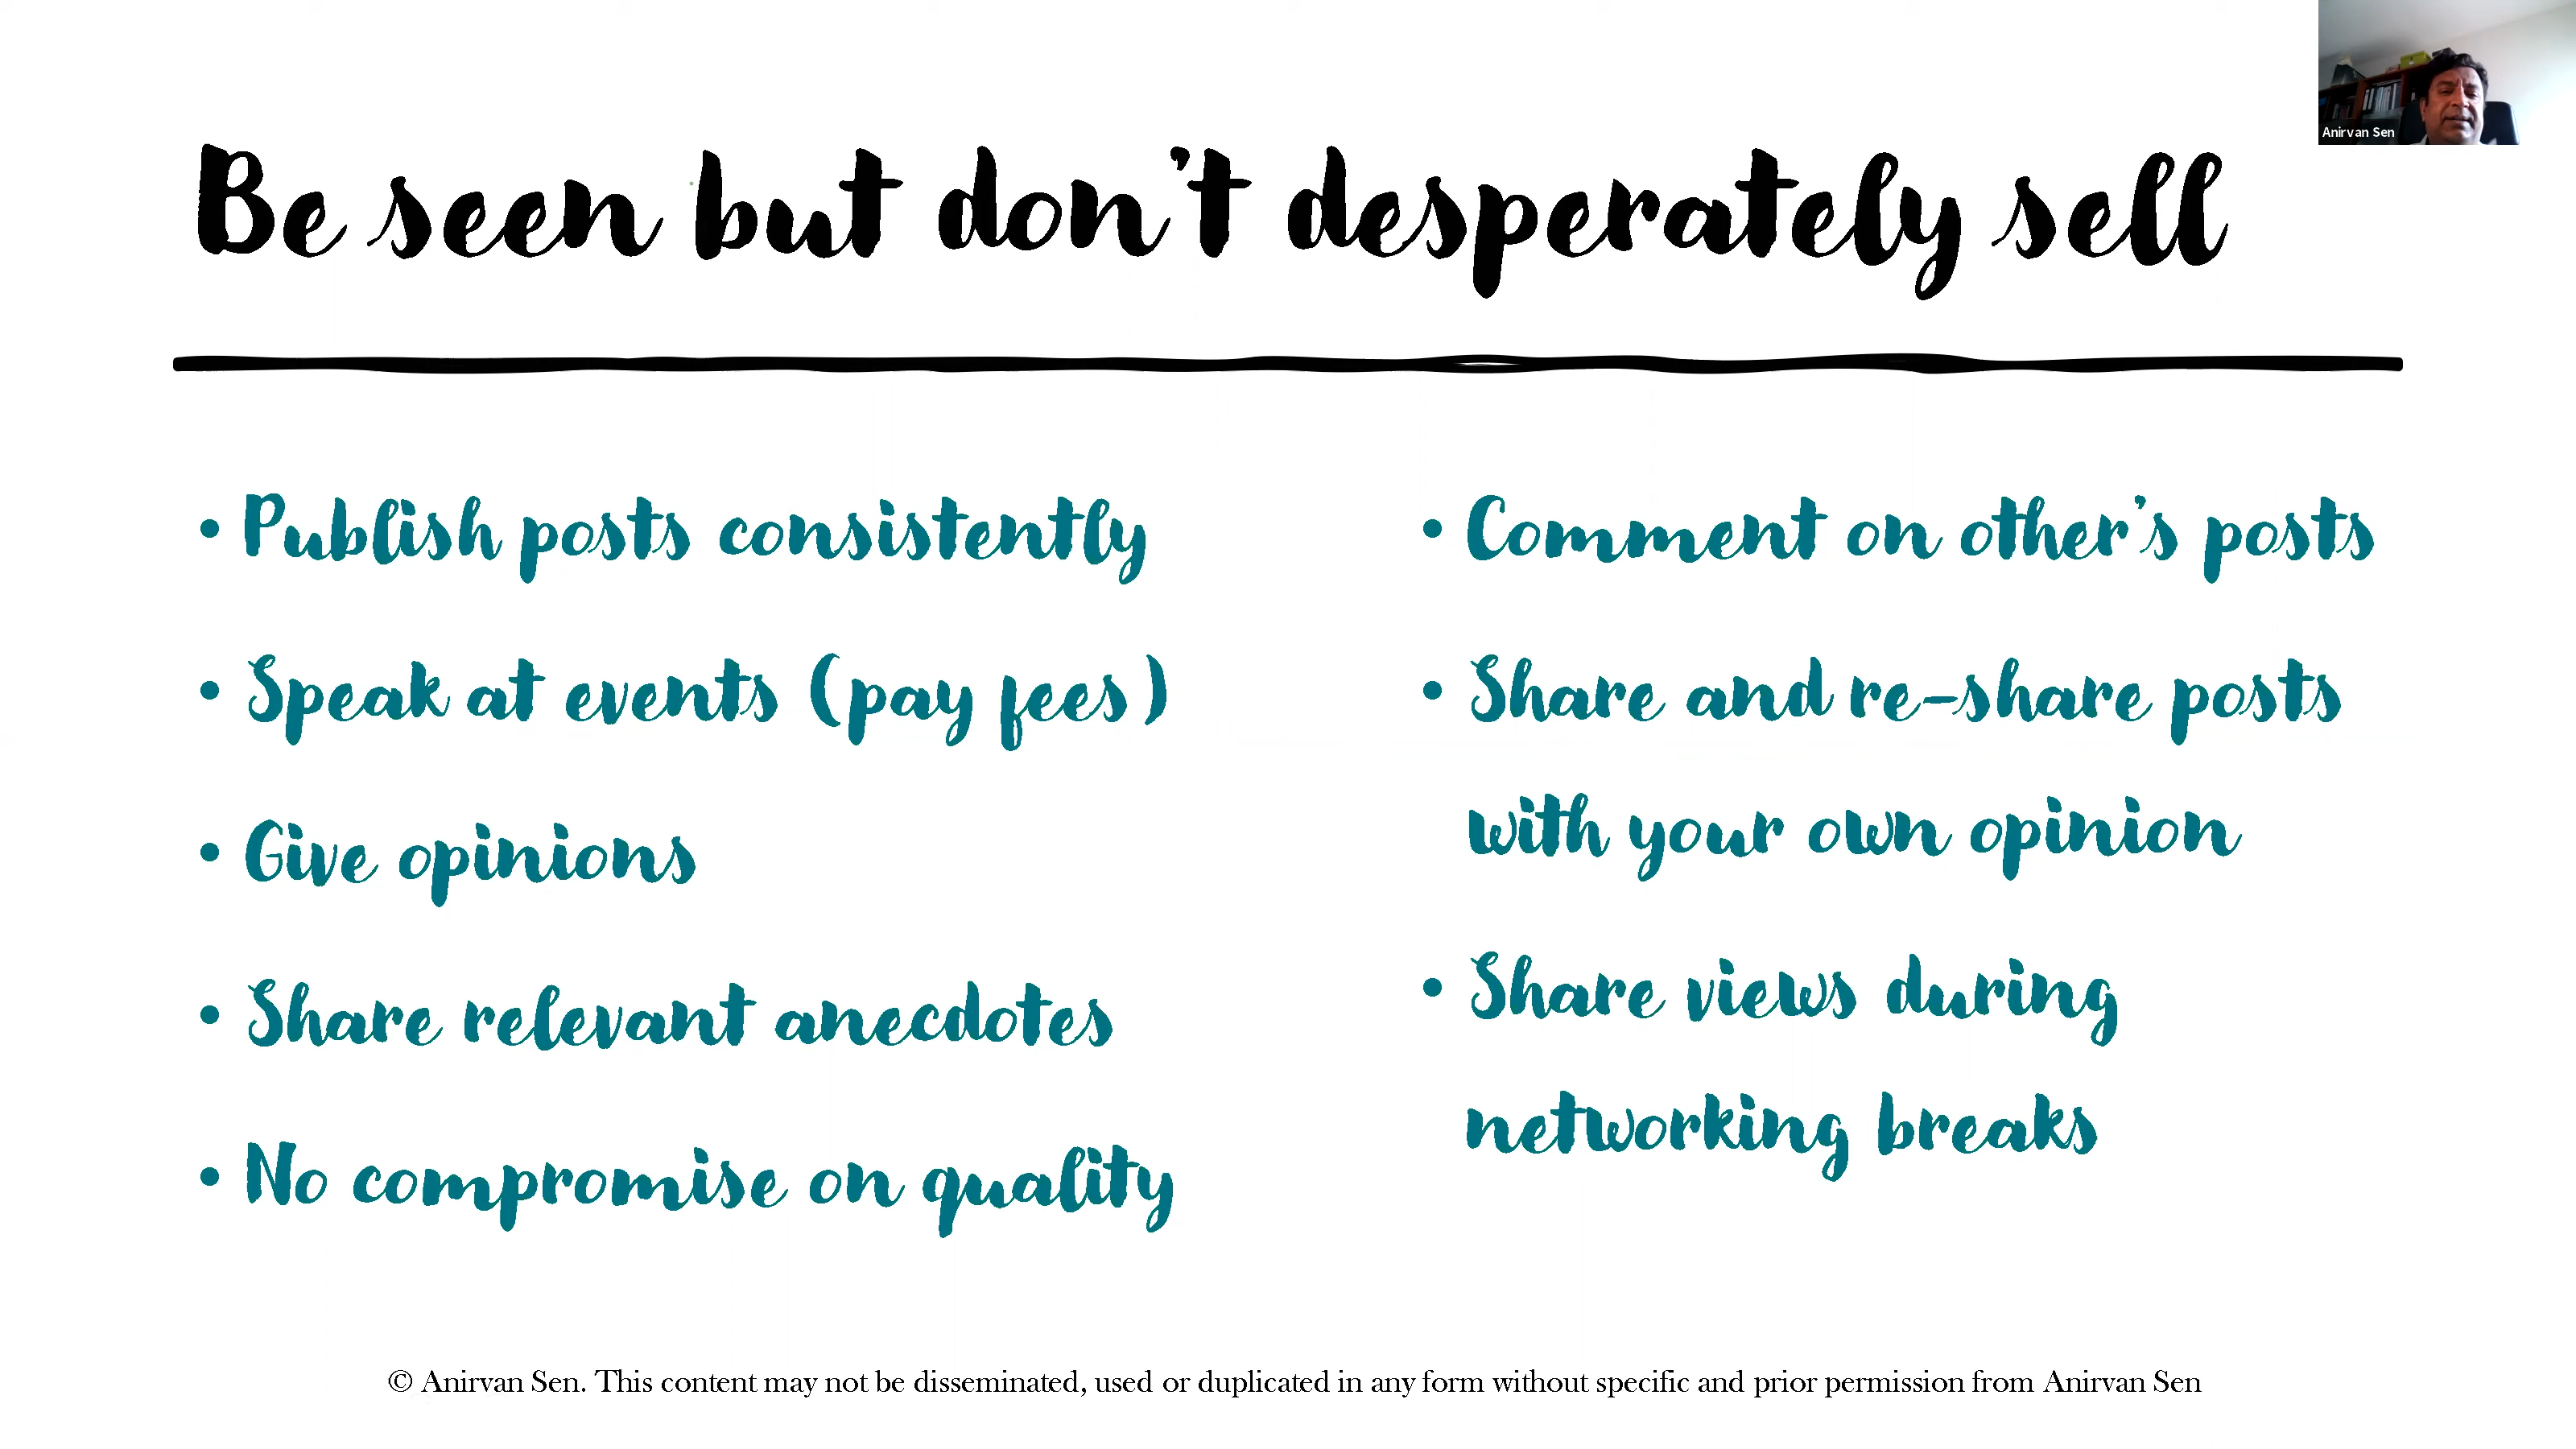 Anirvan Sen
Be seen but don't desperately sell
• Publish posts consistently
• Speak at events (pay fees)
• Give opinions
• Share relevant anecdotes
• No compromise on quality
• Comment on other's posts
• Share and re-share posts
with your own opinion
• Share views during
networking breaks
© Anirvan Sen. This content may not be disseminated, used or duplicated in any form without specific and prior permission from Anirvan Sen